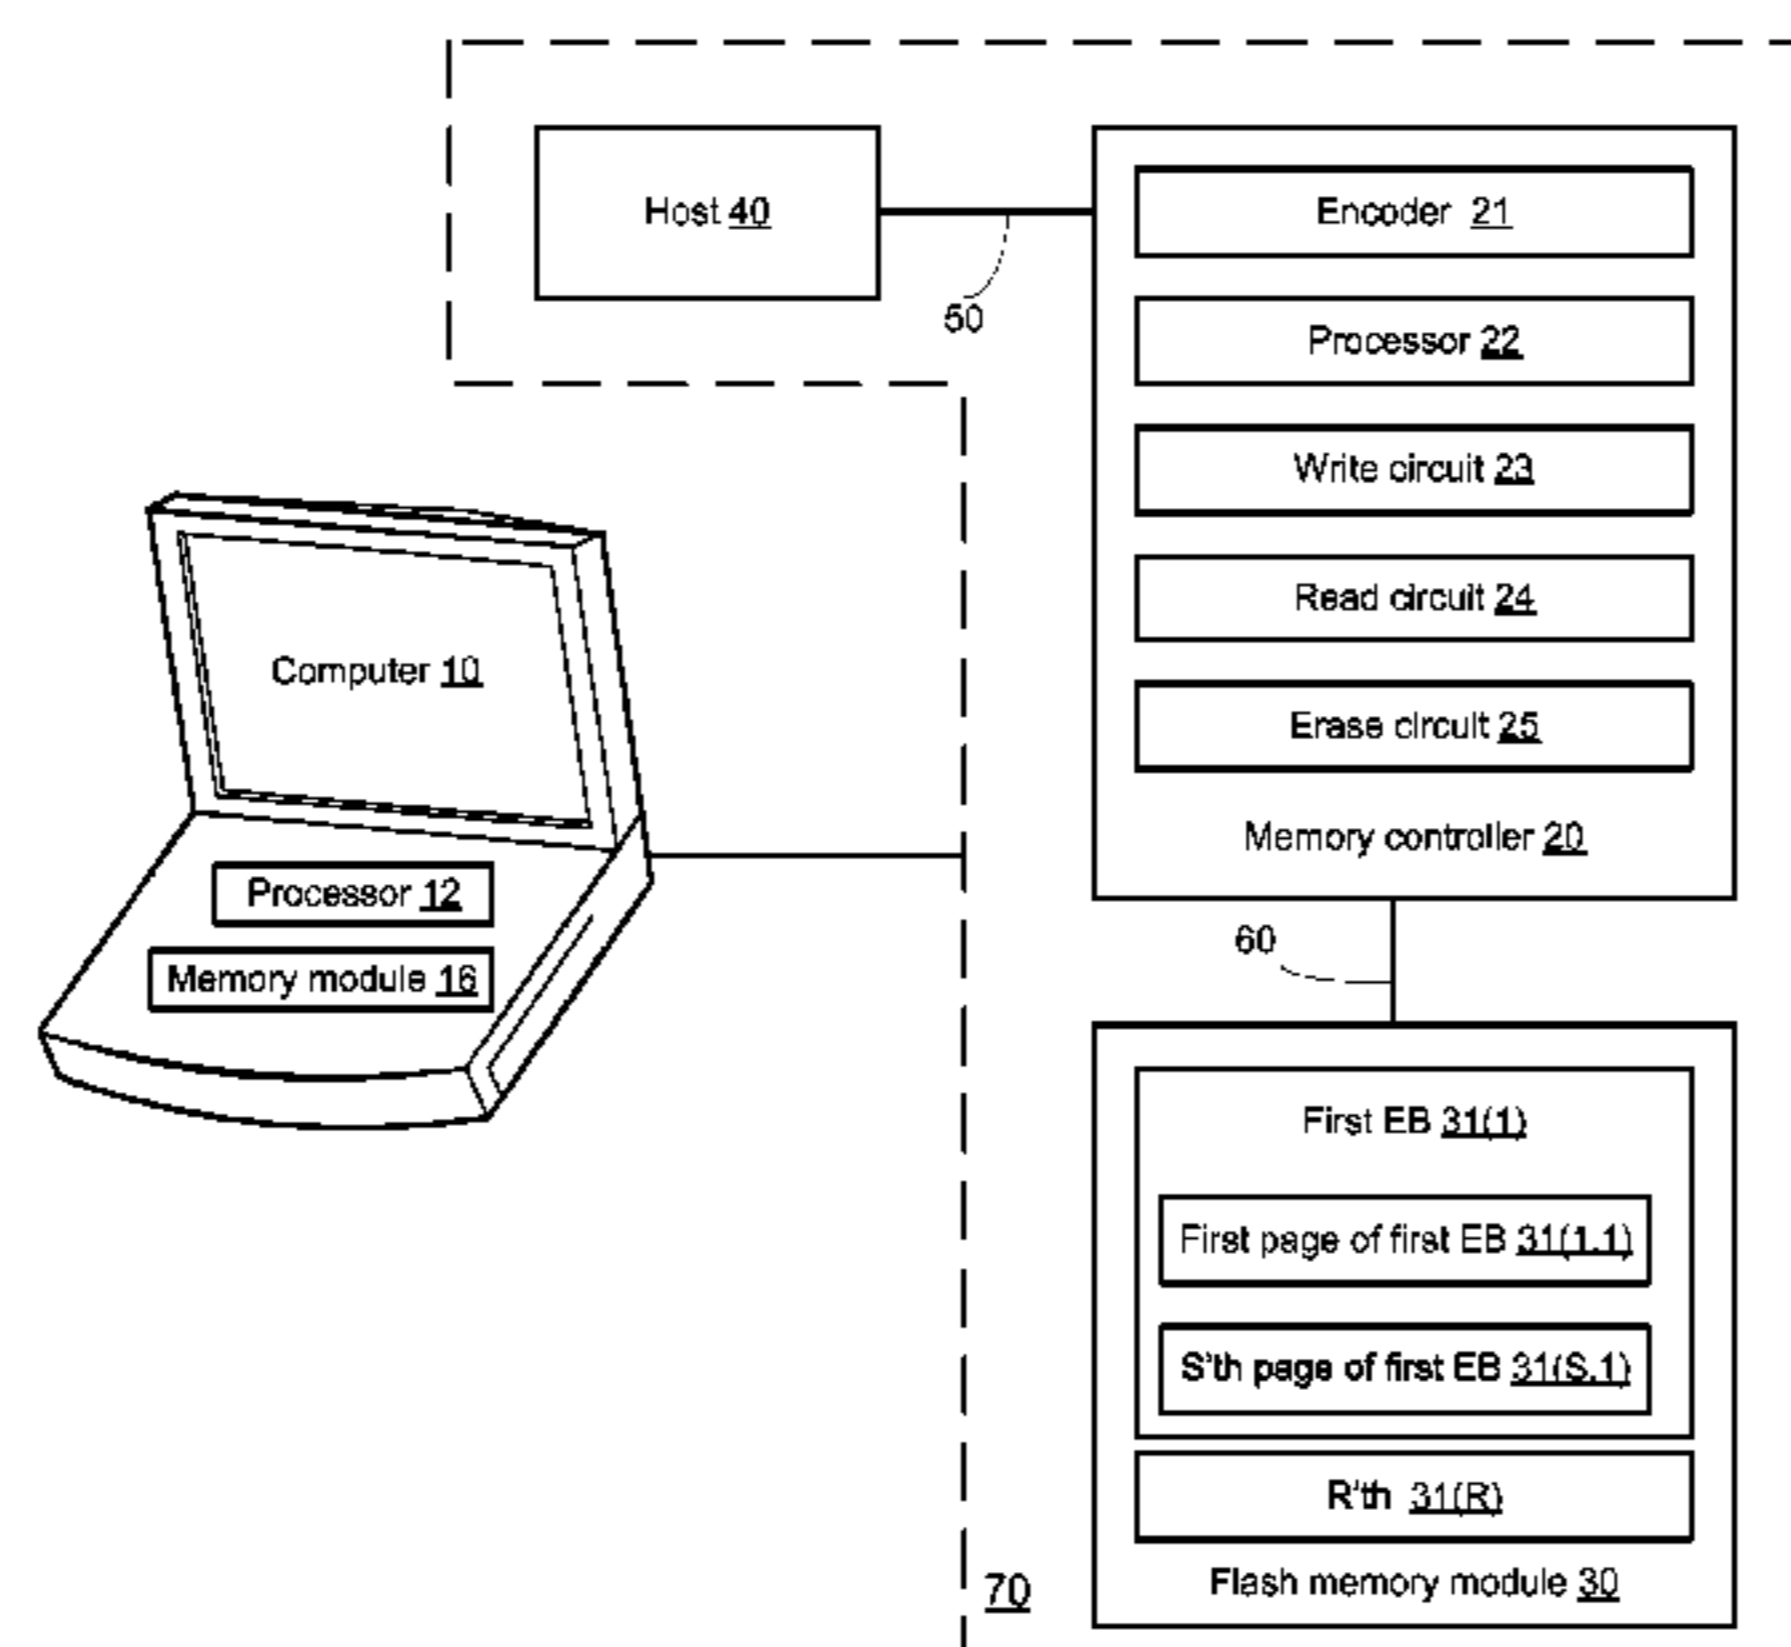 Host 40
50
Encoder 21
Processor 22
Write circuit 23
Read circuit 24
Erase circuit 25
Memory controller 20
Computer 10
Processor 12
Memory module 16
60
First EB 31(1)
First page of first EB 31(1,1)
S'th page of first EB 31(S,1)
R'th 31(R)
Flash memory module 30
70